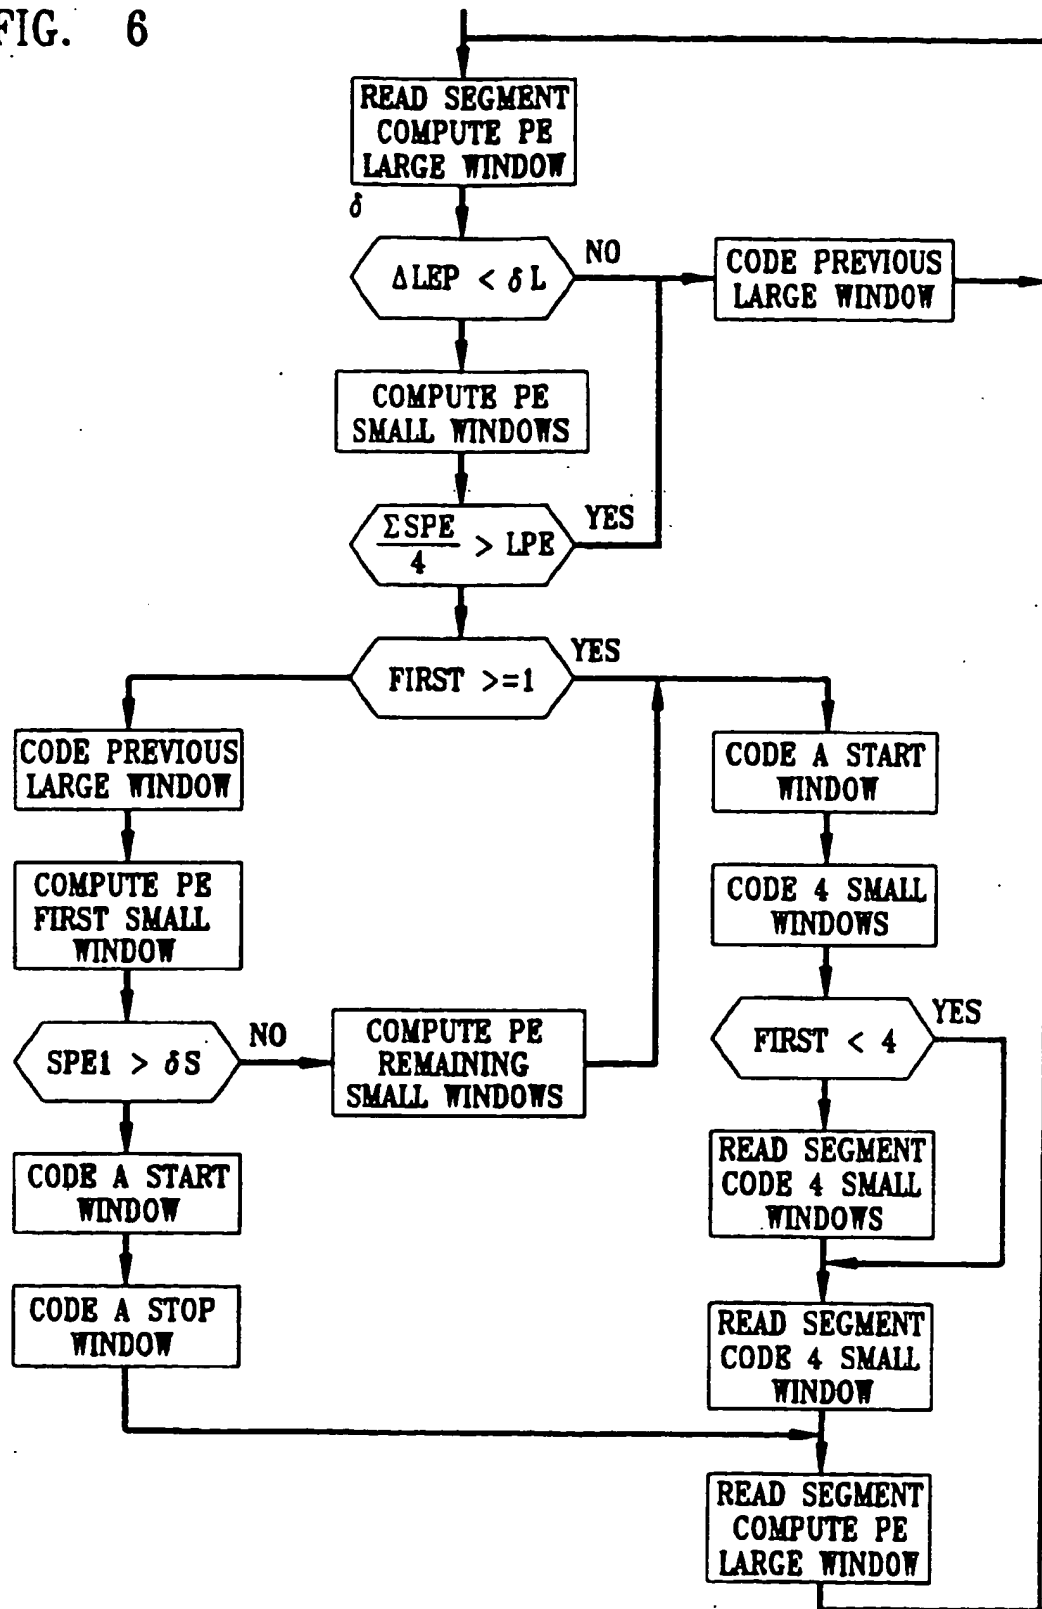 FIG. 6
READ SEGMENT
COMPUTE PE
LARGE WINDOW
δ
ΔLEP < δL
NO
CODE PREVIOUS
LARGE WINDOW
COMPUTE PE
SMALL WINDOWS
ΣSPE
4
> LPE
YES
FIRST >=1
YES
CODE PREVIOUS
LARGE WINDOW
CODE A START
WINDOW
COMPUTE PE
FIRST SMALL
WINDOW
CODE 4 SMALL
WINDOWS
SPE1 > δS
NO
COMPUTE PE
REMAINING
SMALL WINDOWS
FIRST < 4
YES
CODE A START
WINDOW
READ SEGMENT
CODE 4 SMALL
WINDOWS
CODE A STOP
WINDOW
READ SEGMENT
CODE 4 SMALL
WINDOW
READ SEGMENT
COMPUTE PE
LARGE WINDOW